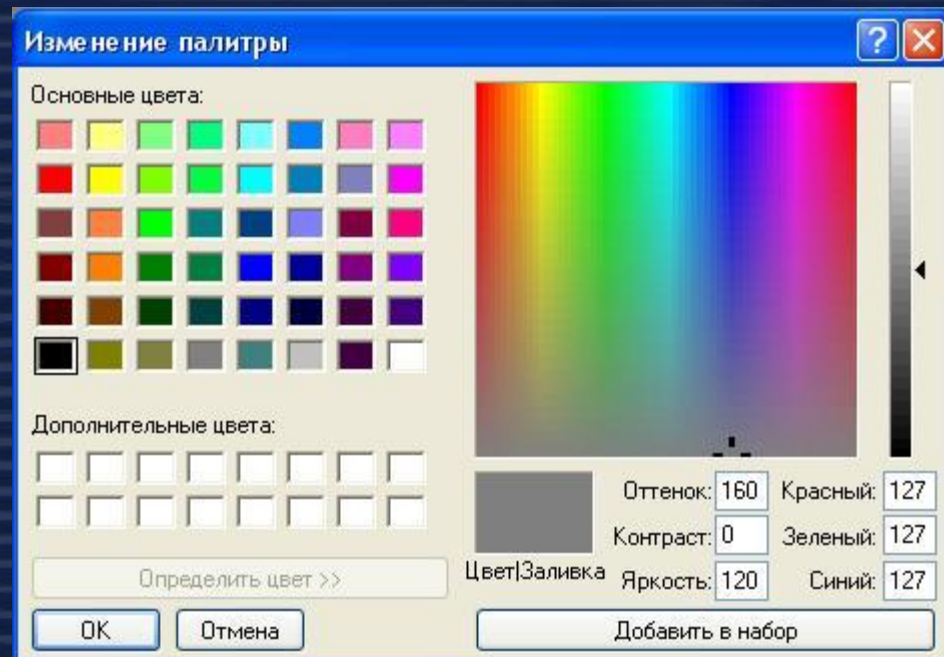 Изменение палитры
Основные цвета:
Дополнительные цвета:
Определить цвет >>
ОК
Отмена
Цвет|Заливка
Оттенок: 160
Контраст: 0
Яркость: 120
Красный: 127
Зеленый: 127
Синий: 127
Добавить в набор